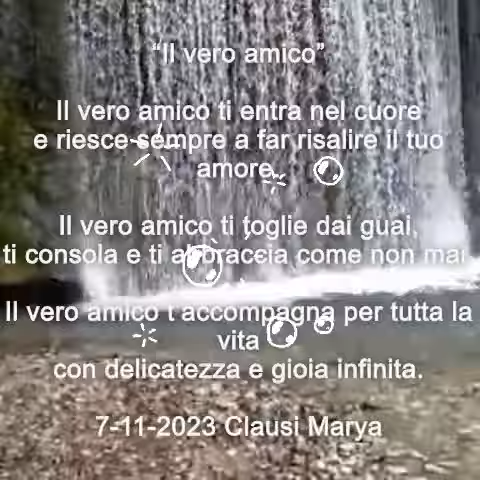 “Il vero amico”
Il vero amico ti entra nel cuore
e riesce sempre a far risalire il tuo
amore.
Il vero amico ti toglie dai guai,
ti consola e ti abbraccia come non mai.
Il vero amico t'accompagna per tutta la
vita
con delicatezza e gioia infinita.
7-11-2023 Clausi Marya